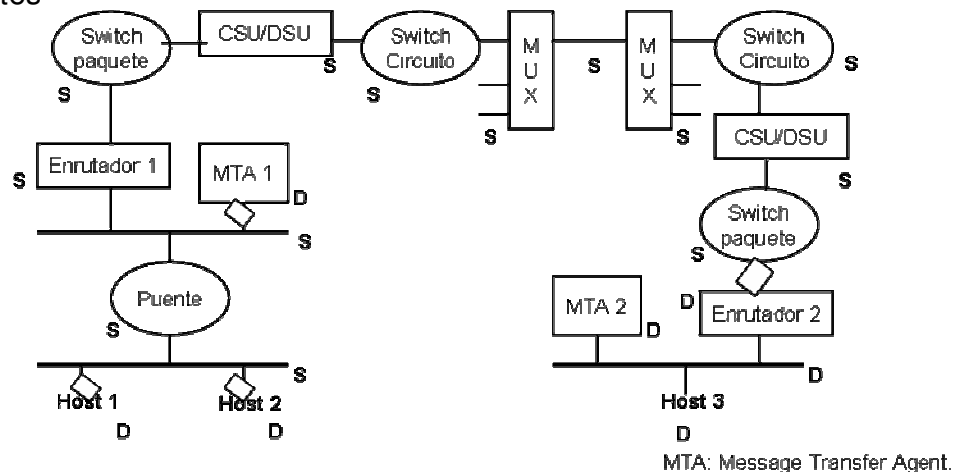 Switch
paquete
S
CSU/DSU
S
Switch
Circuito
S
M
U
X
S
S
M
U
X
S
Switch
Circuito
S
CSU/DSU
S
Switch
paquete
S
Enrutador 1
S
MTA 1
D
S
Puente
S
S
Host 1
D
Host 2
D
MTA 2
D
D
Enrutador 2
D
Host 3
D
MTA: Message Transfer Agent.